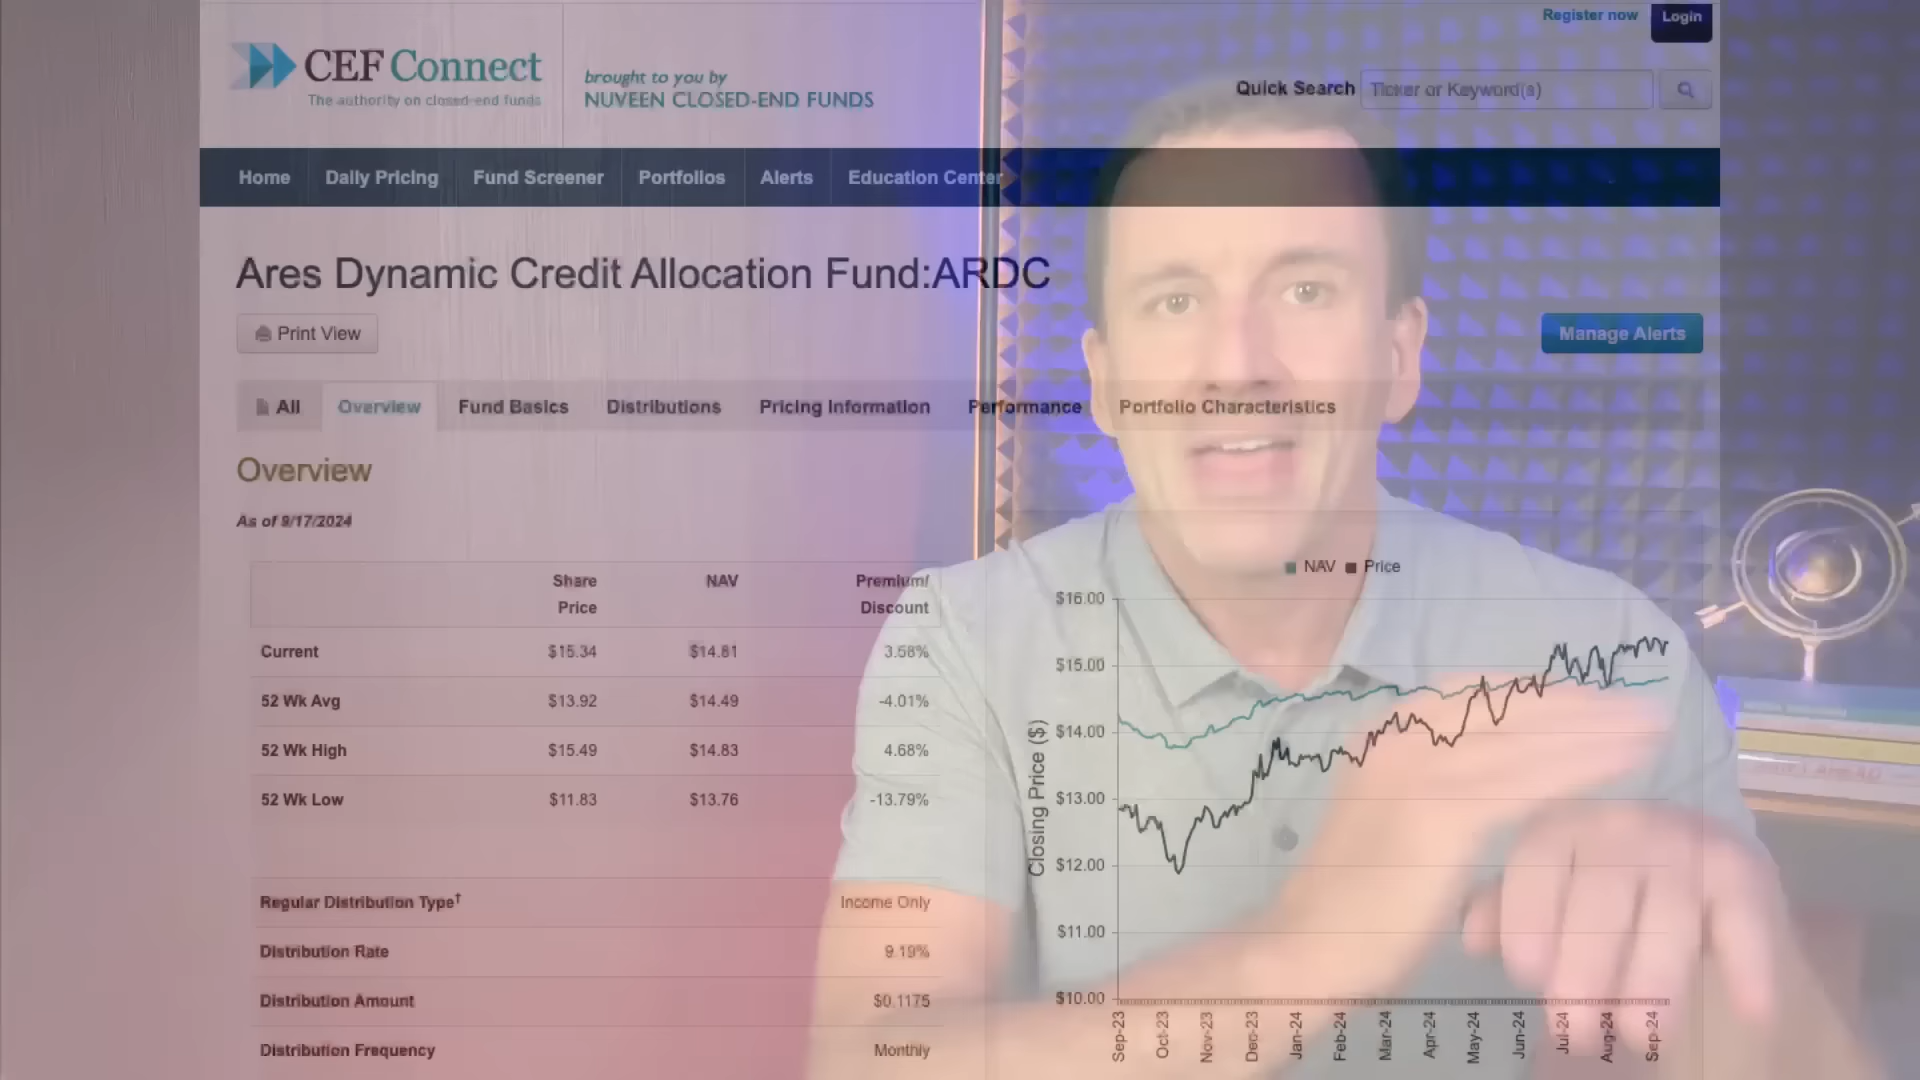 Register now Login
CEF Connect
The authority on closed-end funds
brought to you by
NUVEEN CLOSED-END FUNDS
Quick Search Ticker or Keyword(s)
Home Daily Pricing Fund Screener Portfolios Alerts Education Center
Ares Dynamic Credit Allocation Fund:ARDC
Print View
Manage Alerts
All Overview Fund Basics Distributions Pricing Information Performance Portfolio Characteristics
Overview
As of 9/17/2024
Share Price NAV Premium/ Discount
Current $15.34 $14.81 3.58%
52 Wk Avg $13.92 $14.49 -4.01%
52 Wk High $15.49 $14.83 4.68%
52 Wk Low $11.83 $13.76 -13.79%
Regular Distribution Type† Income Only
Distribution Rate 9.19%
Distribution Amount $0.1175
Distribution Frequency Monthly
NAV Price
Closing Price ($)
$16.00
$15.00
$14.00
$13.00
$12.00
$11.00
$10.00
Sep-23 Oct-23 Nov-23 Dec-23 Jan-24 Feb-24 Mar-24 Apr-24 May-24 Jun-24 Jul-24 Aug-24 Sep-24